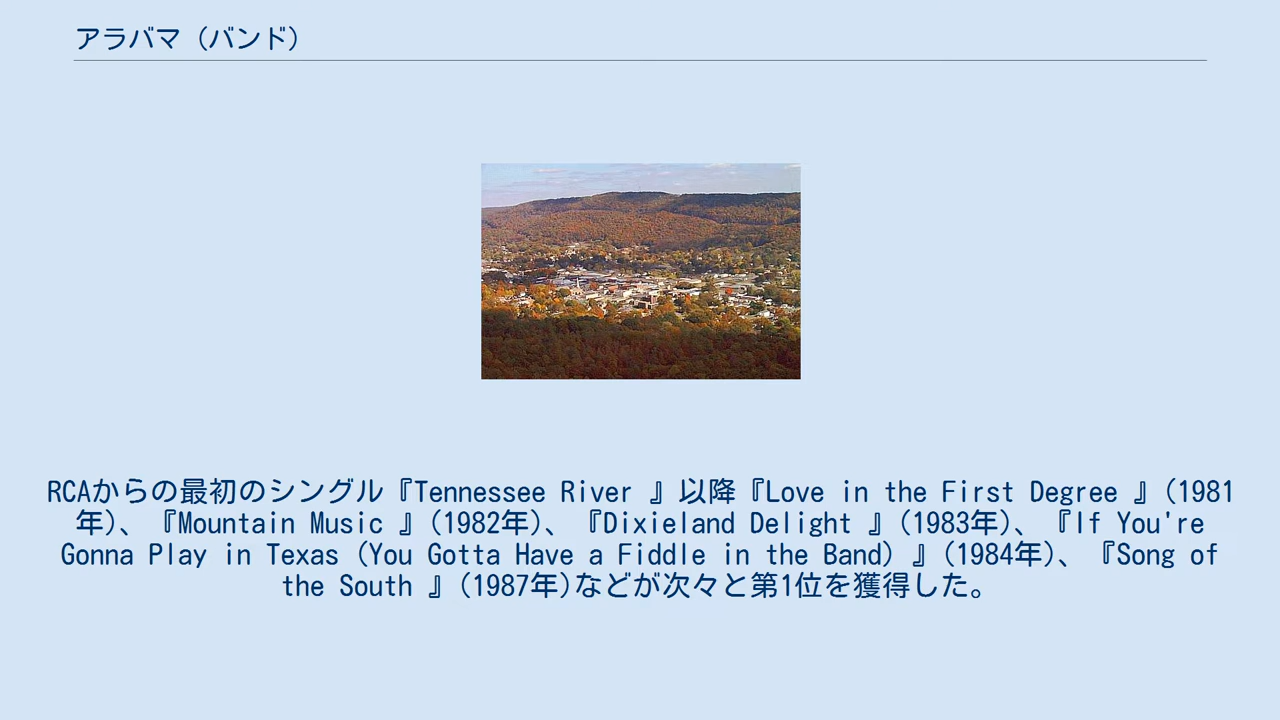 アラバマ（バンド）
RCAからの最初のシングル『Tennessee River 』以降『Love in the First Degree 』(1981
年)、『Mountain Music 』(1982年)、『Dixieland Delight 』(1983年)、『If You're
Gonna Play in Texas (You Gotta Have a Fiddle in the Band) 』(1984年)、『Song of
the South 』(1987年)などが次々と第1位を獲得した。